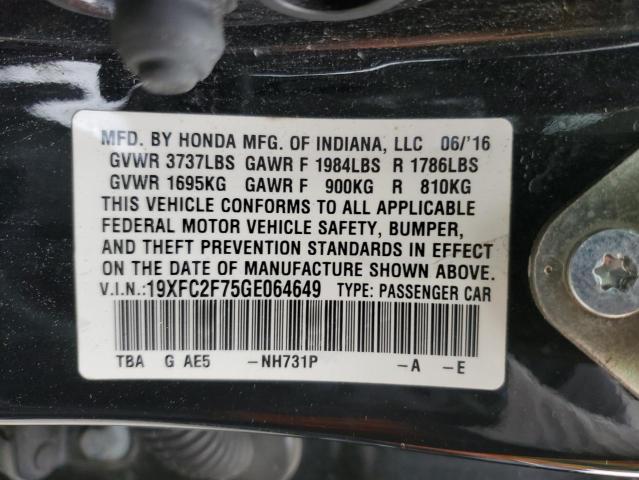 MFD. BY HONDA MFG. OF INDIANA, LLC 06/'16
GVWR 3737LBS GAWR F 1984LBS R 1786LBS
GVWR 1695KG GAWR F 900KG R 810KG
THIS VEHICLE CONFORMS TO ALL APPLICABLE
FEDERAL MOTOR VEHICLE SAFETY, BUMPER,
AND THEFT PREVENTION STANDARDS IN EFFECT
ON THE DATE OF MANUFACTURE SHOWN ABOVE.
V.I.N.:19XFC2F75GE064649 TYPE: PASSENGER CAR
TBA G AE5 -NH731P -A -E